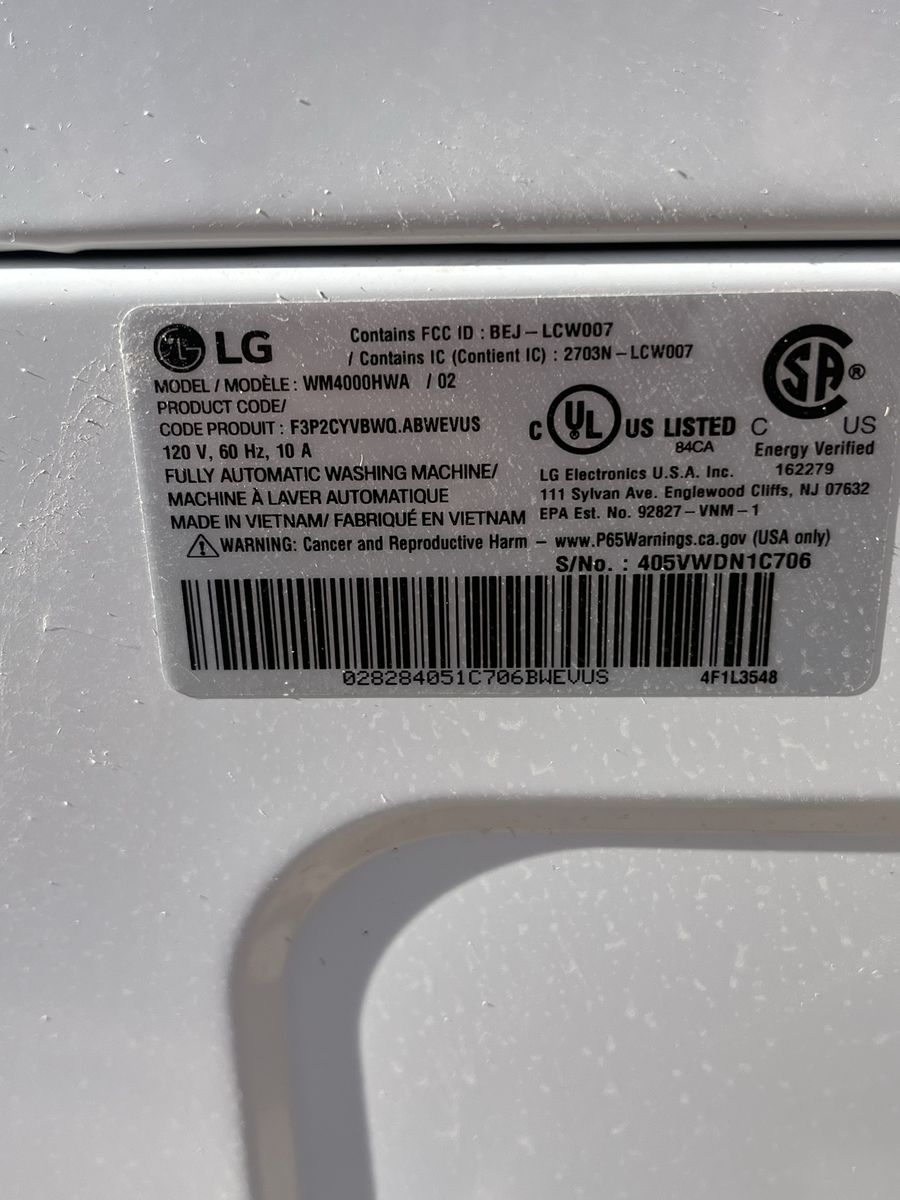 LG
Contains FCC ID : BEJ-LCW007
/ Contains IC (Contient IC) : 2703N-LCW007
MODEL / MODÈLE : WM4000HWA / 02
PRODUCT CODE/
CODE PRODUIT : F3P2CYVBWQ.ABWEVUS
120 V, 60 Hz, 10 A
FULLY AUTOMATIC WASHING MACHINE/
MACHINE À LAVER AUTOMATIQUE
MADE IN VIETNAM/ FABRIQUÉ EN VIETNAM
C UL US LISTED
84CA
SA®
C US
Energy Verified
162279
LG Electronics U.S.A. Inc.
111 Sylvan Ave. Englewood Cliffs, NJ 07632
EPA Est. No. 92827-VNM-1
WARNING: Cancer and Reproductive Harm – www.P65Warnings.ca.gov (USA only)
S/No. : 405VWDN1C706
028284051C706BWEVUS
4F1L3548